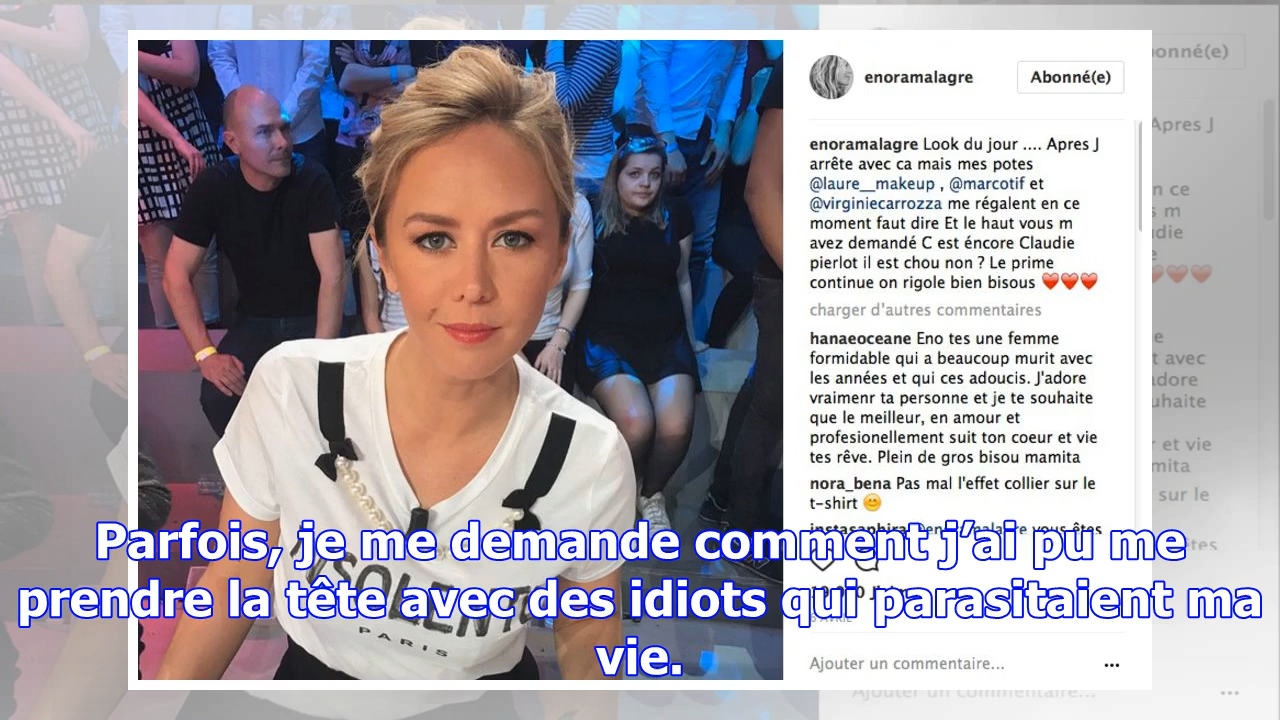 enoramalagre
Abonné(e)
enoramalagre Look du jour .... Apres J
arrête avec ca mais mes potes
@laure__makeup , @marcotif et
@virginiecarrozza me régalent en ce
moment faut dire Et le haut vous m
avez demandé C est éncore Claudie
pierlot il est chou non ? Le prime
continue on rigole bien bisous ❤️❤️❤️
charger d'autres commentaires
hanaeoceane Eno tes une femme
formidable qui a beaucoup murit avec
les années et qui ces adoucis. J'adore
vraimenr ta personne et je te souhaite
que le meilleur, en amour et
profesionellement suit ton coeur et vie
tes rêve. Plein de gros bisou mamita
nora_bena Pas mal l'effet collier sur le
t-shirt 😊
vous êtes
Parfois, je me demande comment j’ai pu me
prendre la tête avec des idiots qui parasitaient ma
vie.
PARIS
Ajouter un commentaire...